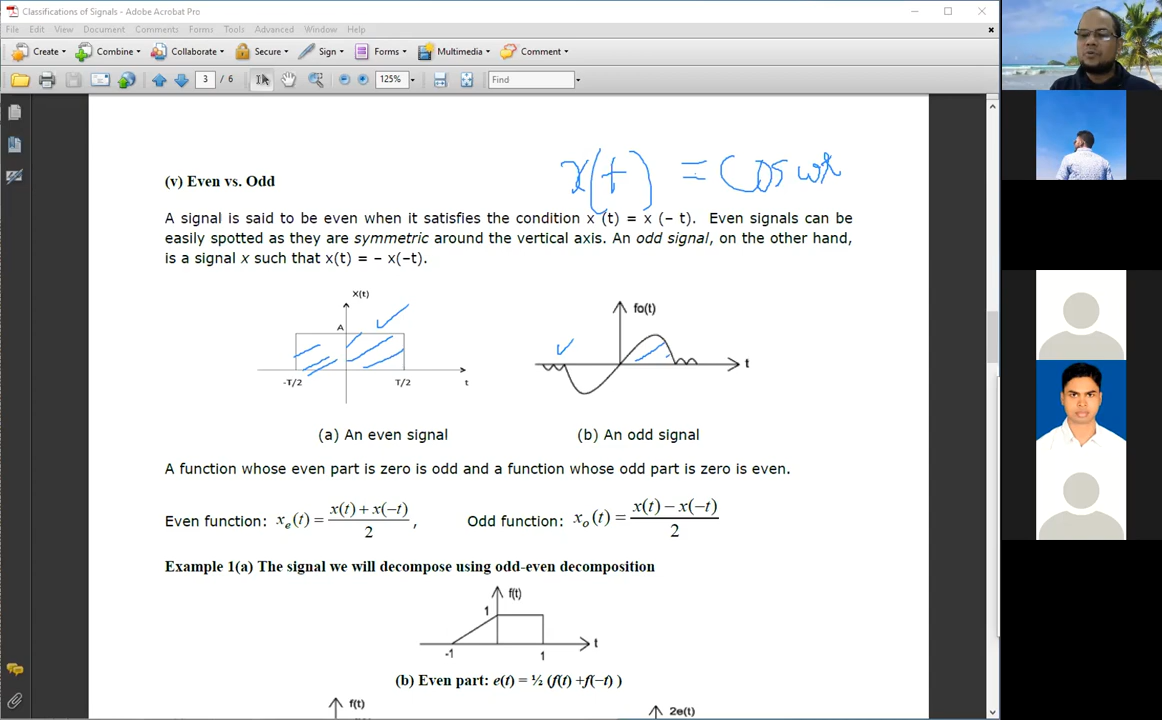 Classifications of Signals - Adobe Acrobat Pro
File Edit View Document Comments Forms Tools Advanced Window Help
Create Combine Collaborate Secure Sign Forms Multimedia Comment
3 / 6 125% Find
x(t) = Cos wt
(v) Even vs. Odd
A signal is said to be even when it satisfies the condition x (t) = x (− t). Even signals can be
easily spotted as they are symmetric around the vertical axis. An odd signal, on the other hand,
is a signal x such that x(t) = − x(−t).
X(t)
A
-T/2 T/2 t
fo(t)
t
(a) An even signal (b) An odd signal
A function whose even part is zero is odd and a function whose odd part is zero is even.
Even function: xₑ(t) = x(t) + x(−t) / 2 , Odd function: xₒ(t) = x(t) − x(−t) / 2
Example 1(a) The signal we will decompose using odd-even decomposition
f(t)
1
t
-1 1
(b) Even part: e(t) = ½ (f(t) +f(−t) )
f(t) 2e(t)